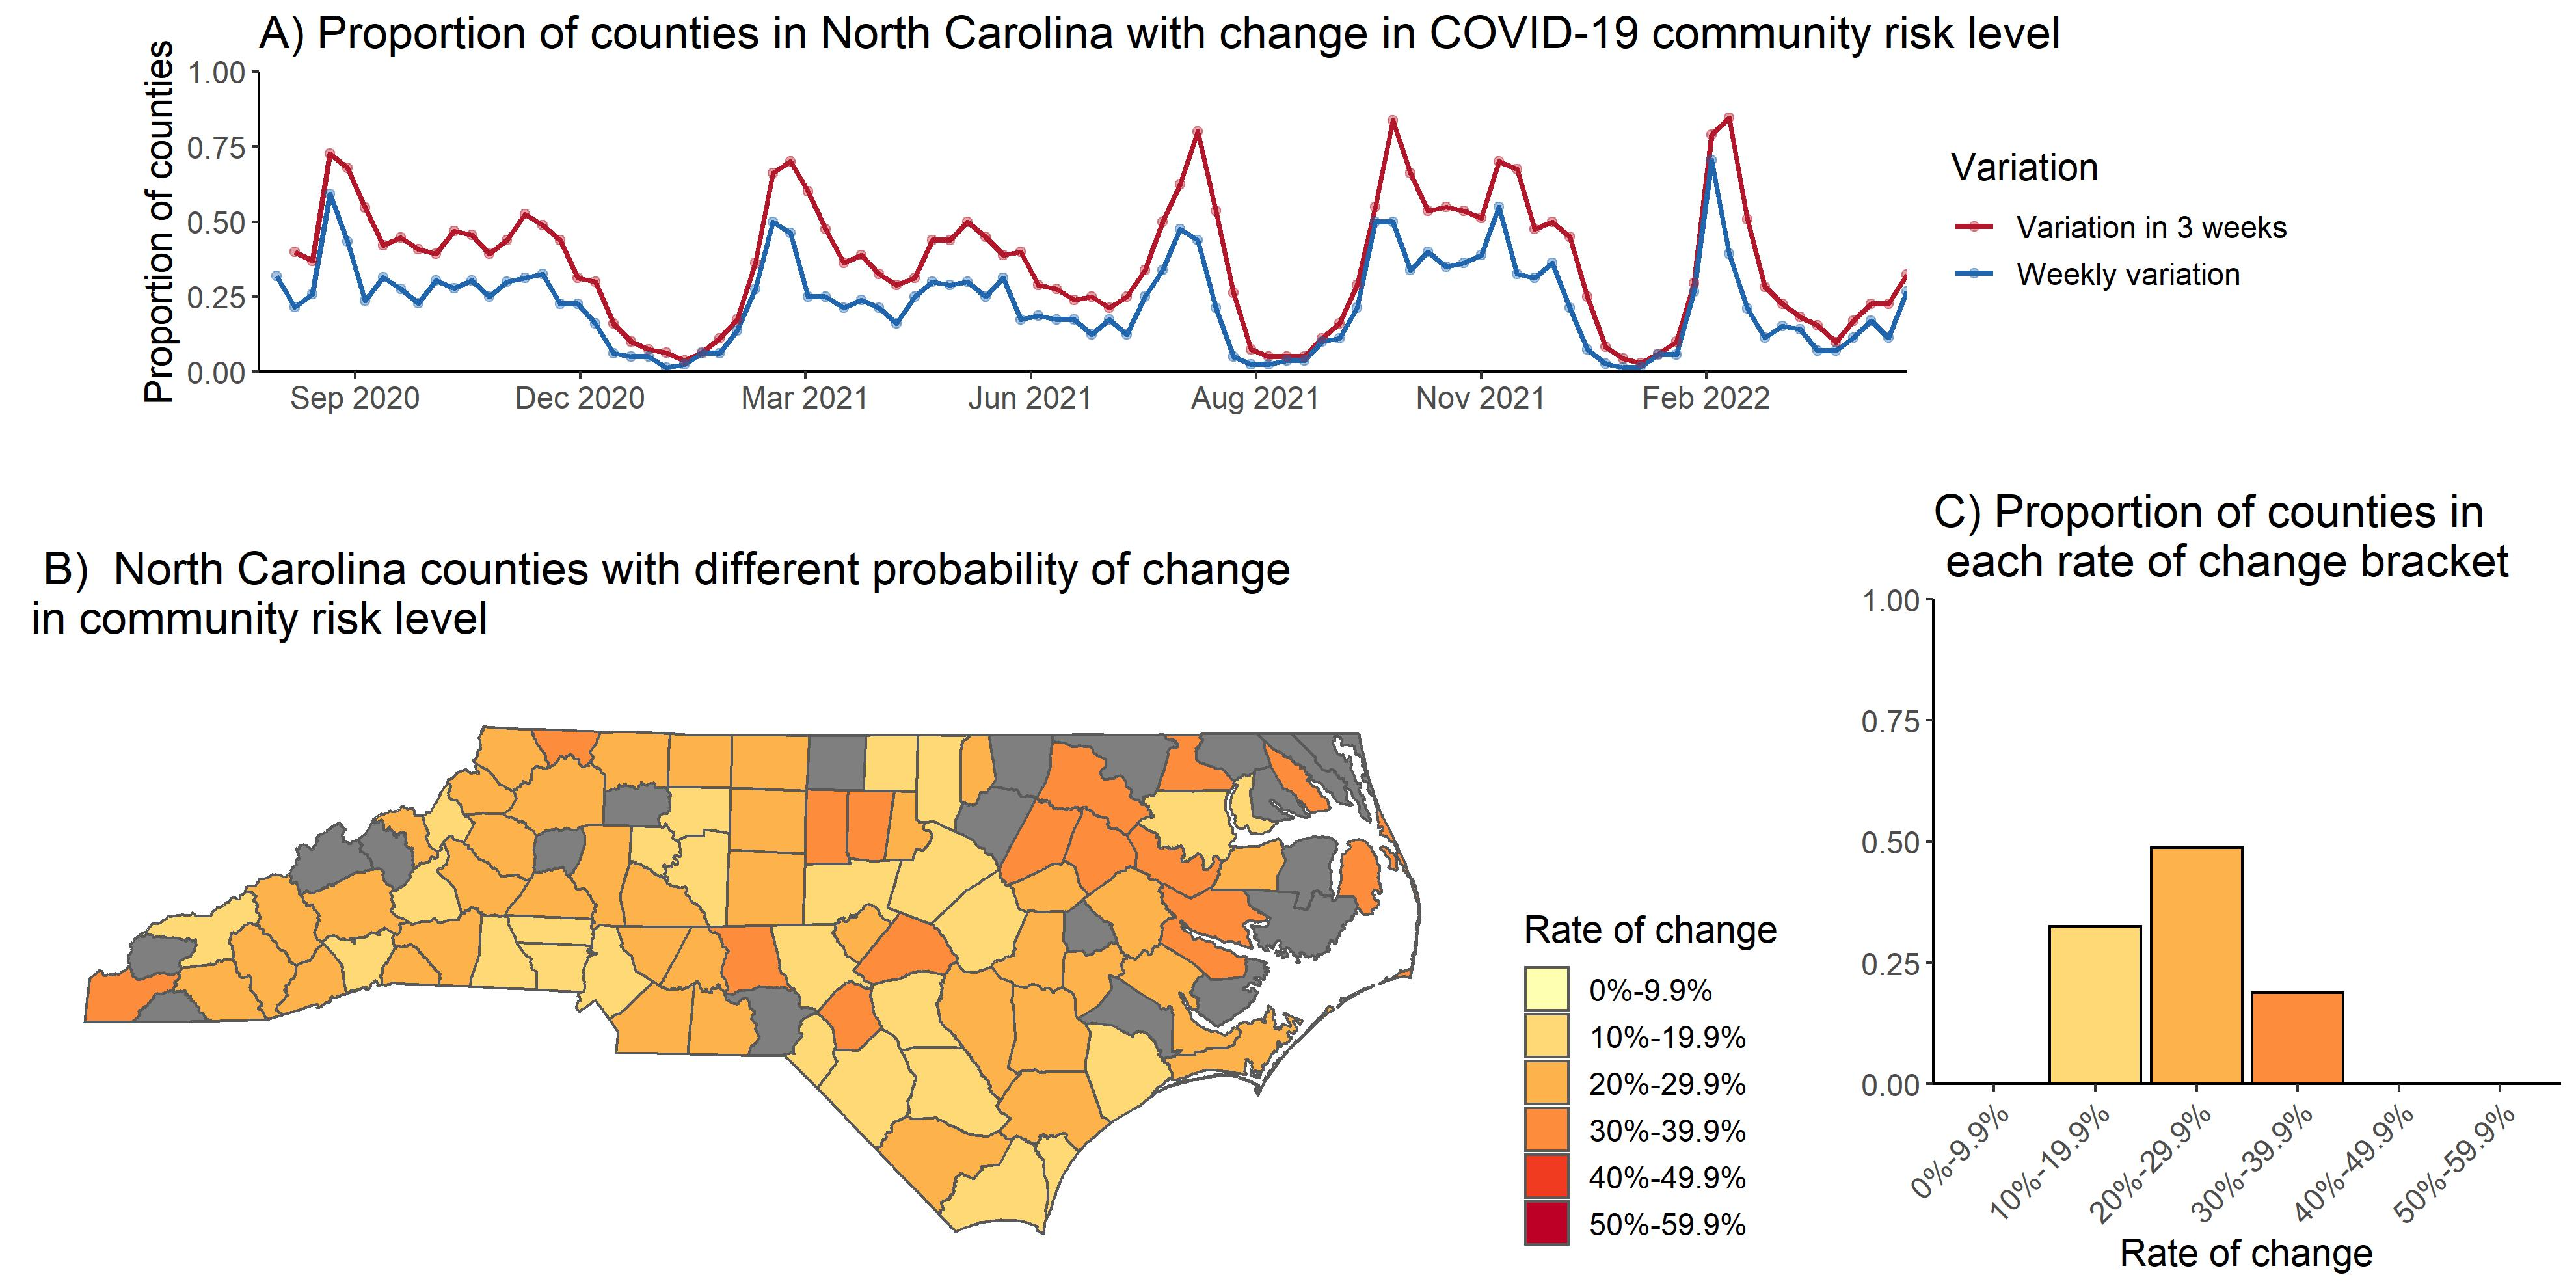 A) Proportion of counties in North Carolina with change in COVID-19 community risk level
Proportion of counties
1.00
0.75
0.50
0.25
0.00
Sep 2020
Dec 2020
Mar 2021
Jun 2021
Aug 2021
Nov 2021
Feb 2022
Variation
Variation in 3 weeks
Weekly variation
B)  North Carolina counties with different probability of change
in community risk level
Rate of change
0%-9.9%
10%-19.9%
20%-29.9%
30%-39.9%
40%-49.9%
50%-59.9%
C) Proportion of counties in
each rate of change bracket
1.00
0.75
0.50
0.25
0.00
0%-9.9%
10%-19.9%
20%-29.9%
30%-39.9%
40%-49.9%
50%-59.9%
Rate of change